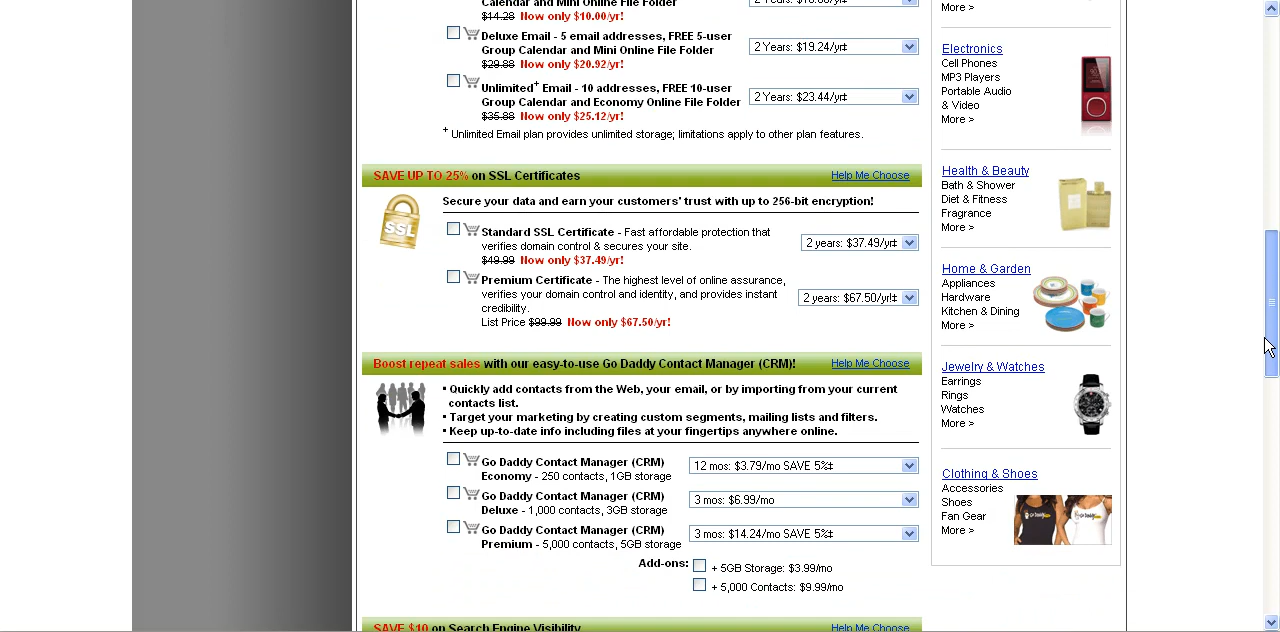 Calendar and Mini Online File Folder
$14.28 Now only $10.00/yr!
Deluxe Email - 5 email addresses, FREE 5-user
Group Calendar and Mini Online File Folder
$29.88 Now only $20.92/yr!
2 Years: $19.24/yr‡
Unlimited+ Email - 10 addresses, FREE 10-user
Group Calendar and Economy Online File Folder
$35.88 Now only $25.12/yr!
2 Years: $23.44/yr‡
+ Unlimited Email plan provides unlimited storage; limitations apply to other plan features.
SAVE UP TO 25% on SSL Certificates
Help Me Choose
SSL
Secure your data and earn your customers' trust with up to 256-bit encryption!
Standard SSL Certificate - Fast affordable protection that
verifies domain control & secures your site.
$49.99 Now only $37.49/yr!
2 years: $37.49/yr‡
Premium Certificate - The highest level of online assurance,
verifies your domain control and identity, and provides instant
credibility.
List Price $99.99 Now only $67.50/yr!
2 years: $67.50/yr!‡
Boost repeat sales with our easy-to-use Go Daddy Contact Manager (CRM)!
Help Me Choose
▪ Quickly add contacts from the Web, your email, or by importing from your current
contacts list.
▪ Target your marketing by creating custom segments, mailing lists and filters.
▪ Keep up-to-date info including files at your fingertips anywhere online.
Go Daddy Contact Manager (CRM)
Economy - 250 contacts, 1GB storage
12 mos: $3.79/mo SAVE 5%‡
Go Daddy Contact Manager (CRM)
Deluxe - 1,000 contacts, 3GB storage
3 mos: $6.99/mo
Go Daddy Contact Manager (CRM)
Premium - 5,000 contacts, 5GB storage
3 mos: $14.24/mo SAVE 5%‡
Add-ons:
+ 5GB Storage: $3.99/mo
+ 5,000 Contacts: $9.99/mo
SAVE $10 on Search Engine Visibility
Help Me Choose
More >
Electronics
Cell Phones
MP3 Players
Portable Audio
& Video
More >
Health & Beauty
Bath & Shower
Diet & Fitness
Fragrance
More >
Home & Garden
Appliances
Hardware
Kitchen & Dining
More >
Jewelry & Watches
Earrings
Rings
Watches
More >
Clothing & Shoes
Accessories
Shoes
Fan Gear
More >